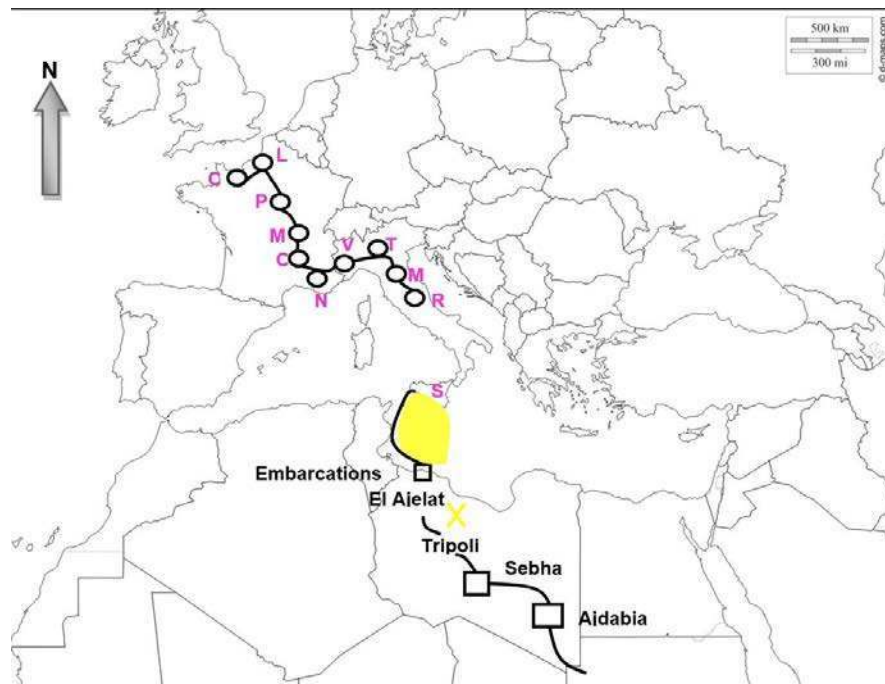 500 km
300 mi
© d-maps.com
N
L
C
P
M
V
T
C
M
N
R
S
Embarcations
El Ajelat
X
Tripoli
Sebha
Ajdabia